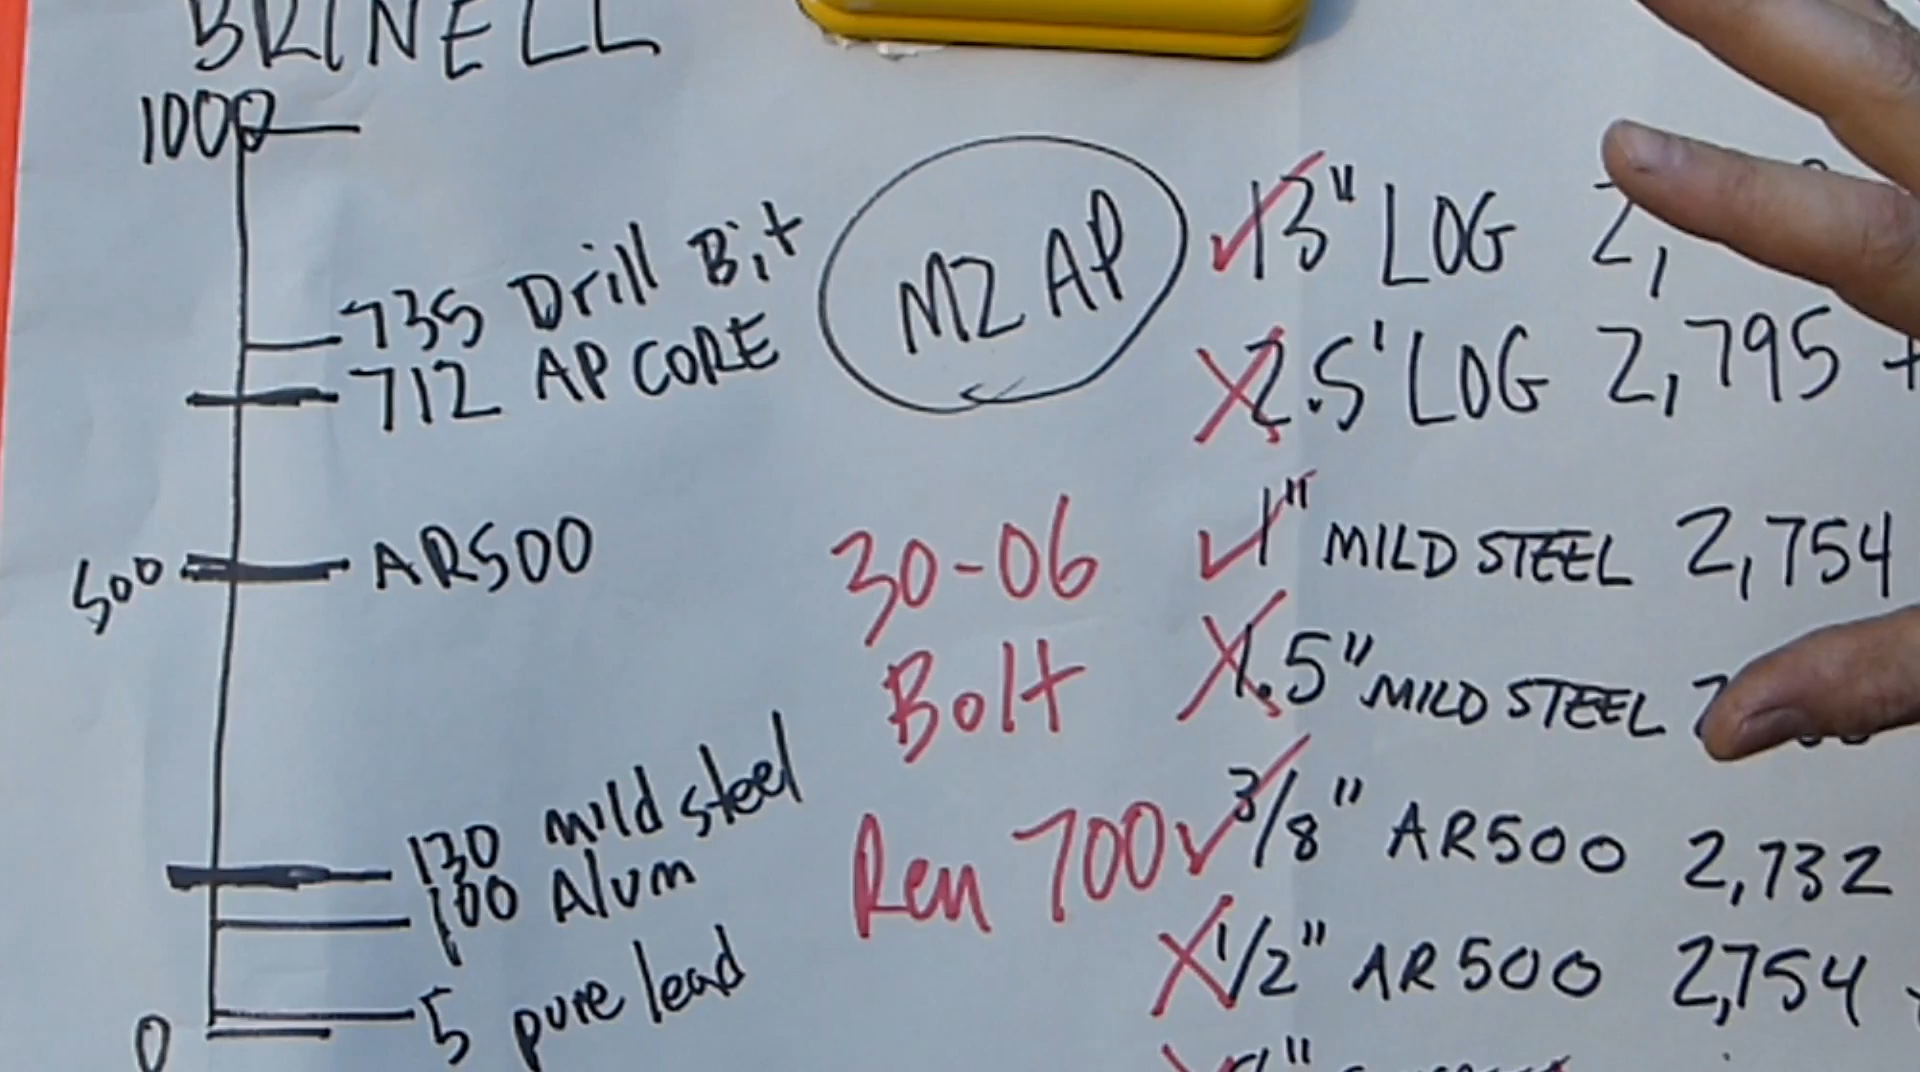 BRINELL
1000
735 Drill Bit
712 AP CORE
500 AR500
130 mild steel
100 Alum
5 pure lead
0
M2 AP
30-06
Bolt
Rem 700
✓ 13" LOG 2,
X 2.5' LOG 2,795 +
✓ 1" MILD STEEL 2,754
X 1.5" MILD STEEL
✓ 3/8" AR500 2,732
X 1/2" AR500 2,754